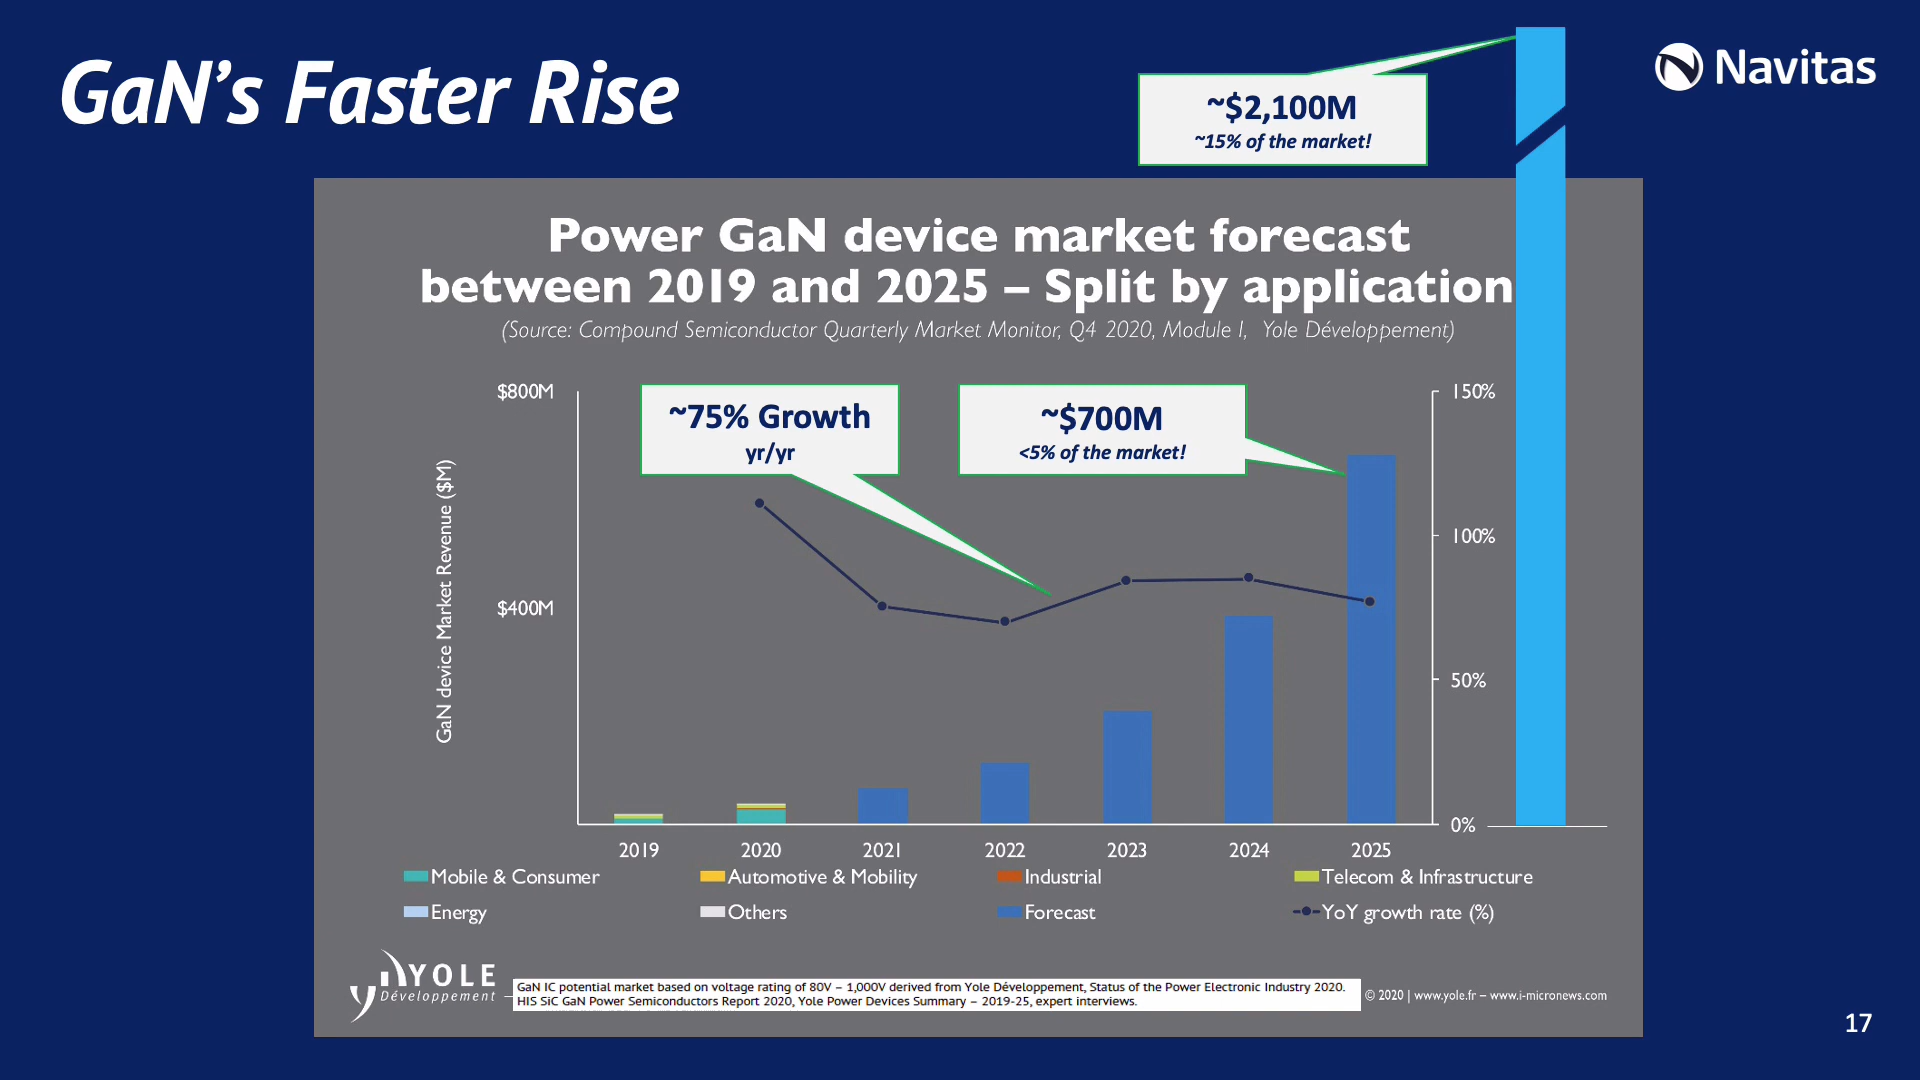 GaN's Faster Rise
Navitas
~$2,100M
~15% of the market!
Power GaN device market forecast
between 2019 and 2025 – Split by application
(Source: Compound Semiconductor Quarterly Market Monitor, Q4 2020, Module I, Yole Développement)
$800M
$400M
GaN device Market Revenue ($M)
~75% Growth
yr/yr
~$700M
<5% of the market!
150%
100%
50%
0%
2019 2020 2021 2022 2023 2024 2025
Mobile & Consumer Automotive & Mobility Industrial Telecom & Infrastructure
Energy Others Forecast YoY growth rate (%)
YOLE
Développement
GaN IC potential market based on voltage rating of 80V – 1,000V derived from Yole Développement, Status of the Power Electronic Industry 2020.
HIS SiC GaN Power Semiconductors Report 2020, Yole Power Devices Summary – 2019-25, expert interviews.
© 2020 | www.yole.fr – www.i-micronews.com
17